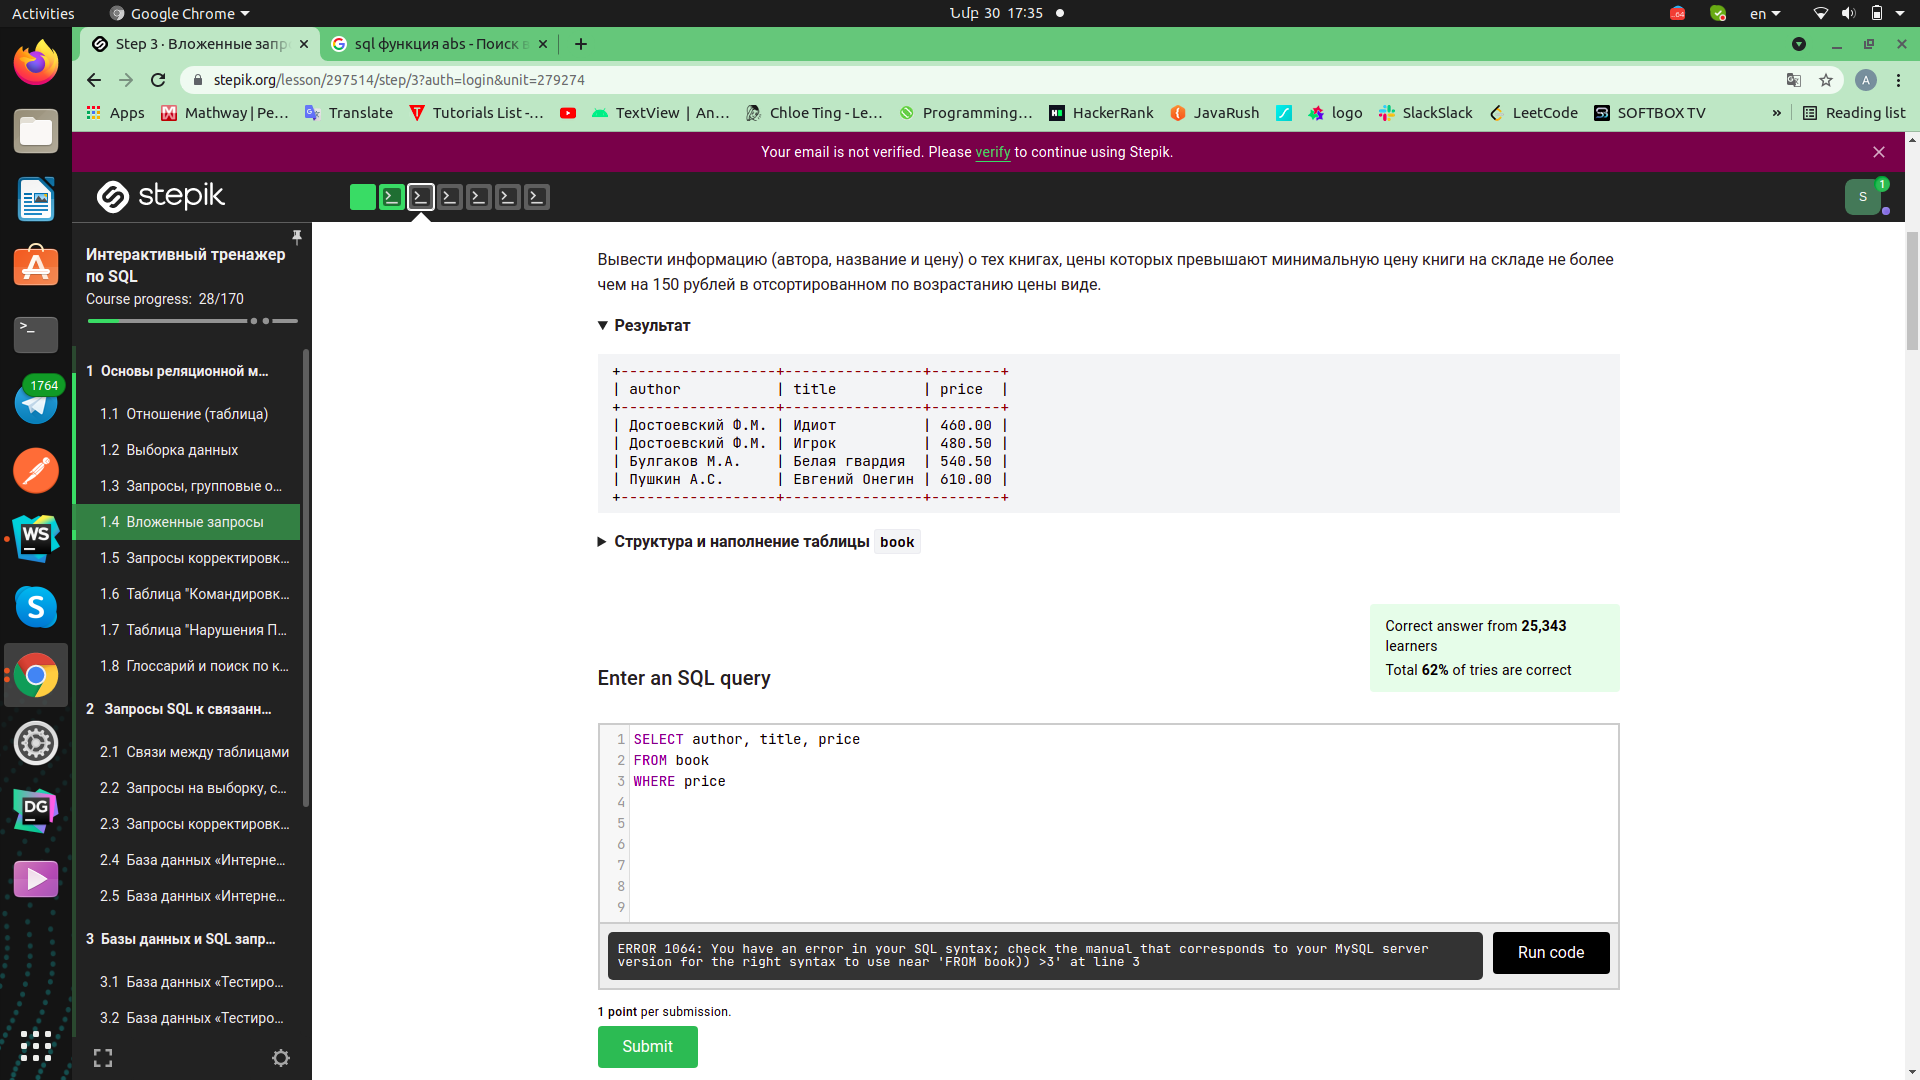 Activities
Google Chrome
Նմբ 30 17:35
en
Step 3 · Вложенные запр
sql функция abs - Поиск в
stepik.org/lesson/297514/step/3?auth=login&unit=279274
A
Apps
Mathway | Pe...
Translate
Tutorials List -...
TextView | An...
Chloe Ting - Le...
Programming...
HackerRank
JavaRush
logo
SlackSlack
LeetCode
SOFTBOX TV
»
Reading list
Your email is not verified. Please verify to continue using Stepik.
stepik
S
1
Интерактивный тренажер
по SQL
Course progress: 28/170
1 Основы реляционной м...
1.1 Отношение (таблица)
1.2 Выборка данных
1.3 Запросы, групповые о...
1.4 Вложенные запросы
1.5 Запросы корректировк...
1.6 Таблица "Командировк...
1.7 Таблица "Нарушения П...
1.8 Глоссарий и поиск по к...
2 Запросы SQL к связанн...
2.1 Связи между таблицами
2.2 Запросы на выборку, с...
2.3 Запросы корректировк...
2.4 База данных «Интерне...
2.5 База данных «Интерне...
3 Базы данных и SQL запр...
3.1 База данных «Тестиро...
3.2 База данных «Тестиро...
1764
WS
S
DG
Вывести информацию (автора, название и цену) о тех книгах, цены которых превышают минимальную цену книги на складе не более
чем на 150 рублей в отсортированном по возрастанию цены виде.
Результат
+------------------+----------------+--------+
| author           | title          | price  |
+------------------+----------------+--------+
| Достоевский Ф.М. | Идиот          | 460.00 |
| Достоевский Ф.М. | Игрок          | 480.50 |
| Булгаков М.А.    | Белая гвардия  | 540.50 |
| Пушкин А.С.      | Евгений Онегин | 610.00 |
+------------------+----------------+--------+
Структура и наполнение таблицы book
Correct answer from 25,343
learners
Total 62% of tries are correct
Enter an SQL query
1 SELECT author, title, price
2 FROM book
3 WHERE price
4
5
6
7
8
9
ERROR 1064: You have an error in your SQL syntax; check the manual that corresponds to your MySQL server
version for the right syntax to use near 'FROM book)) >3' at line 3
Run code
1 point per submission.
Submit